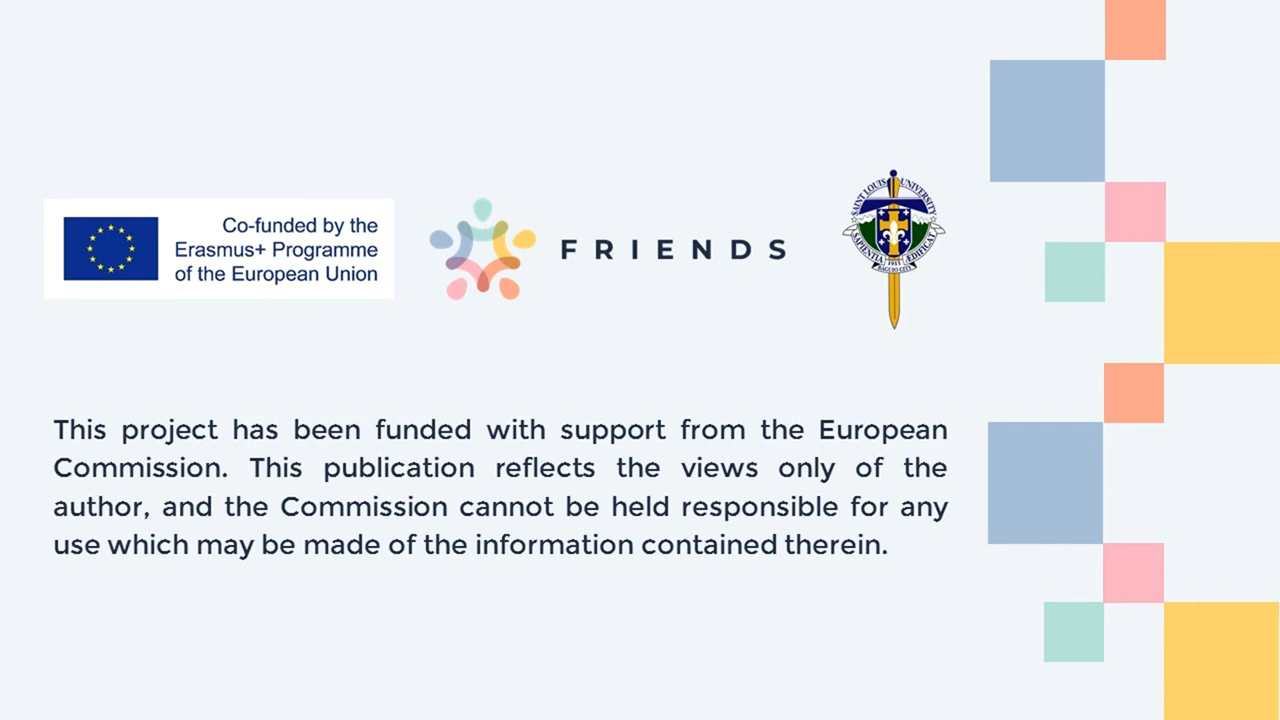 Co-funded by the
Erasmus+ Programme
of the European Union
FRIENDS
SAINT LOUIS UNIVERSITY
SAPIENTIA ÆDIFICAT
1911
BAGUIO CITY
This project has been funded with support from the European
Commission. This publication reflects the views only of the
author, and the Commission cannot be held responsible for any
use which may be made of the information contained therein.